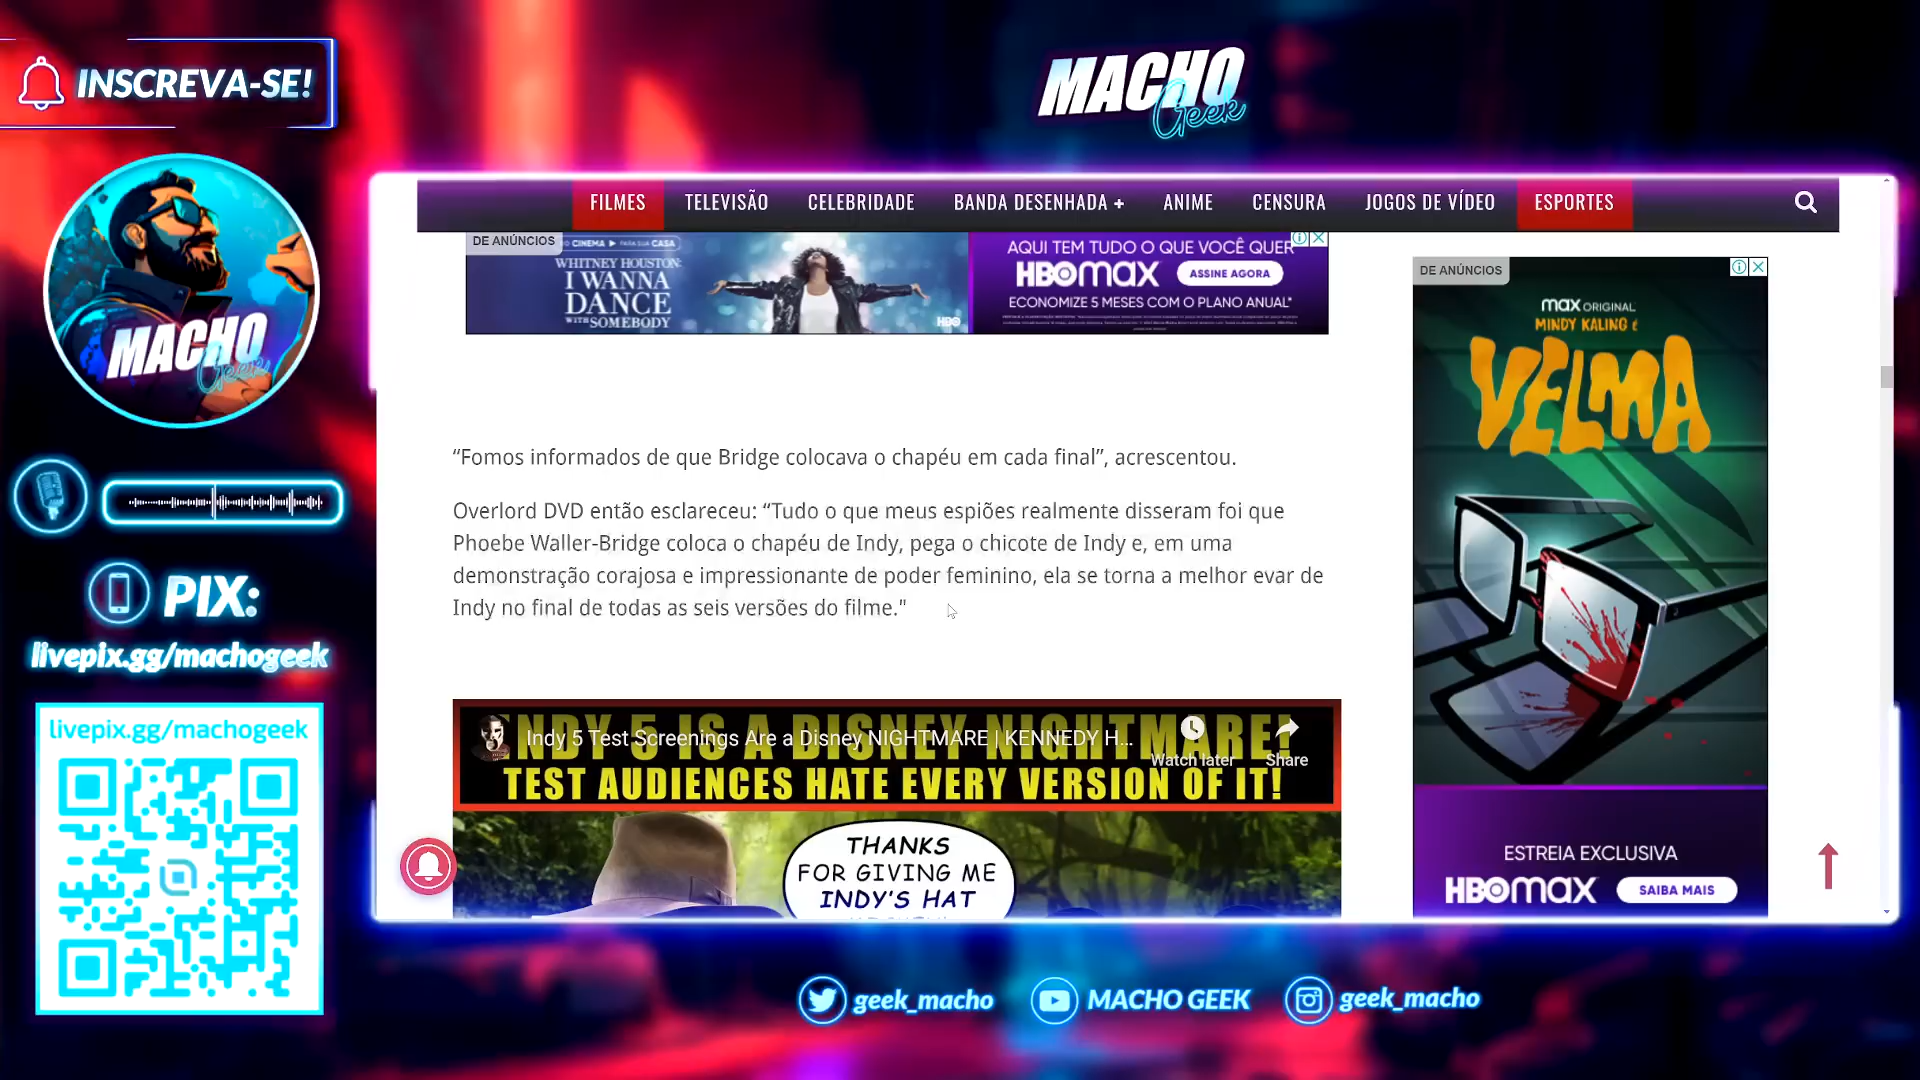 INSCREVA-SE!
MACHO
Geek
MACHO
Geek
PIX:
livepix.gg/machogeek
livepix.gg/machogeek
FILMES TELEVISÃO CELEBRIDADE BANDA DESENHADA + ANIME CENSURA JOGOS DE VÍDEO ESPORTES
DE ANÚNCIOS
CINEMA ▶ PARA SUA CASA
WHITNEY HOUSTON:
I WANNA
DANCE
WITH SOMEBODY
HBO
AQUI TEM TUDO O QUE VOCÊ QUER
HBOMAX ASSINE AGORA
ECONOMIZE 5 MESES COM O PLANO ANUAL*
“Fomos informados de que Bridge colocava o chapéu em cada final”, acrescentou.
Overlord DVD então esclareceu: “Tudo o que meus espiões realmente disseram foi que
Phoebe Waller-Bridge coloca o chapéu de Indy, pega o chicote de Indy e, em uma
demonstração corajosa e impressionante de poder feminino, ela se torna a melhor evar de
Indy no final de todas as seis versões do filme."
INDY 5 IS A DISNEY NIGHTMARE!
Indy 5 Test Screenings Are a Disney NIGHTMARE | KENNEDY H...
Watch later
Share
TEST AUDIENCES HATE EVERY VERSION OF IT!
THANKS
FOR GIVING ME
INDY'S HAT
DE ANÚNCIOS
max ORIGINAL
MINDY KALING É
VELMA
ESTREIA EXCLUSIVA
HBOMAX SAIBA MAIS
geek_macho
MACHO GEEK
geek_macho